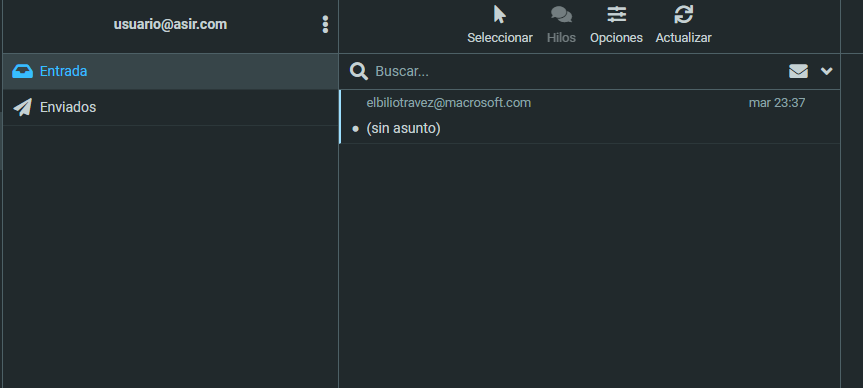 usuario@asir.com
Entrada
Enviados
Seleccionar Hilos Opciones Actualizar
Buscar...
elbiliotravez@macrosoft.com mar 23:37
(sin asunto)